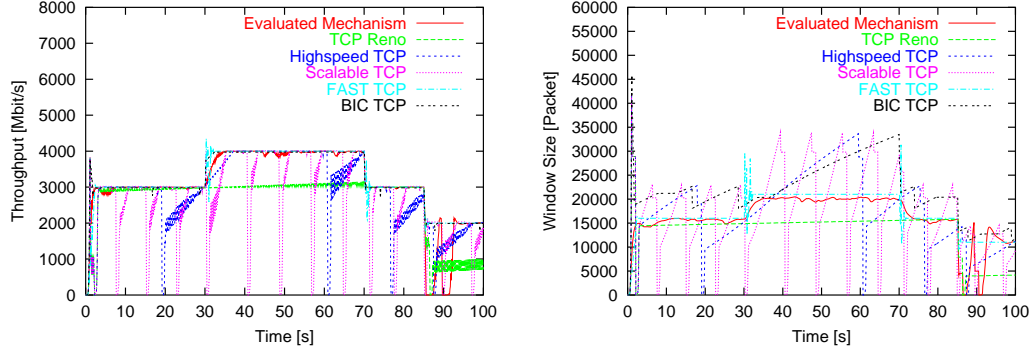 Throughput [Mbit/s]
8000
7000
6000
5000
4000
3000
2000
1000
0
0 10 20 30 40 50 60 70 80 90 100
Time [s]
Evaluated Mechanism
TCP Reno
Highspeed TCP
Scalable TCP
FAST TCP
BIC TCP
Window Size [Packet]
60000
55000
50000
45000
40000
35000
30000
25000
20000
15000
10000
5000
0
0 10 20 30 40 50 60 70 80 90 100
Time [s]
Evaluated Mechanism
TCP Reno
Highspeed TCP
Scalable TCP
FAST TCP
BIC TCP